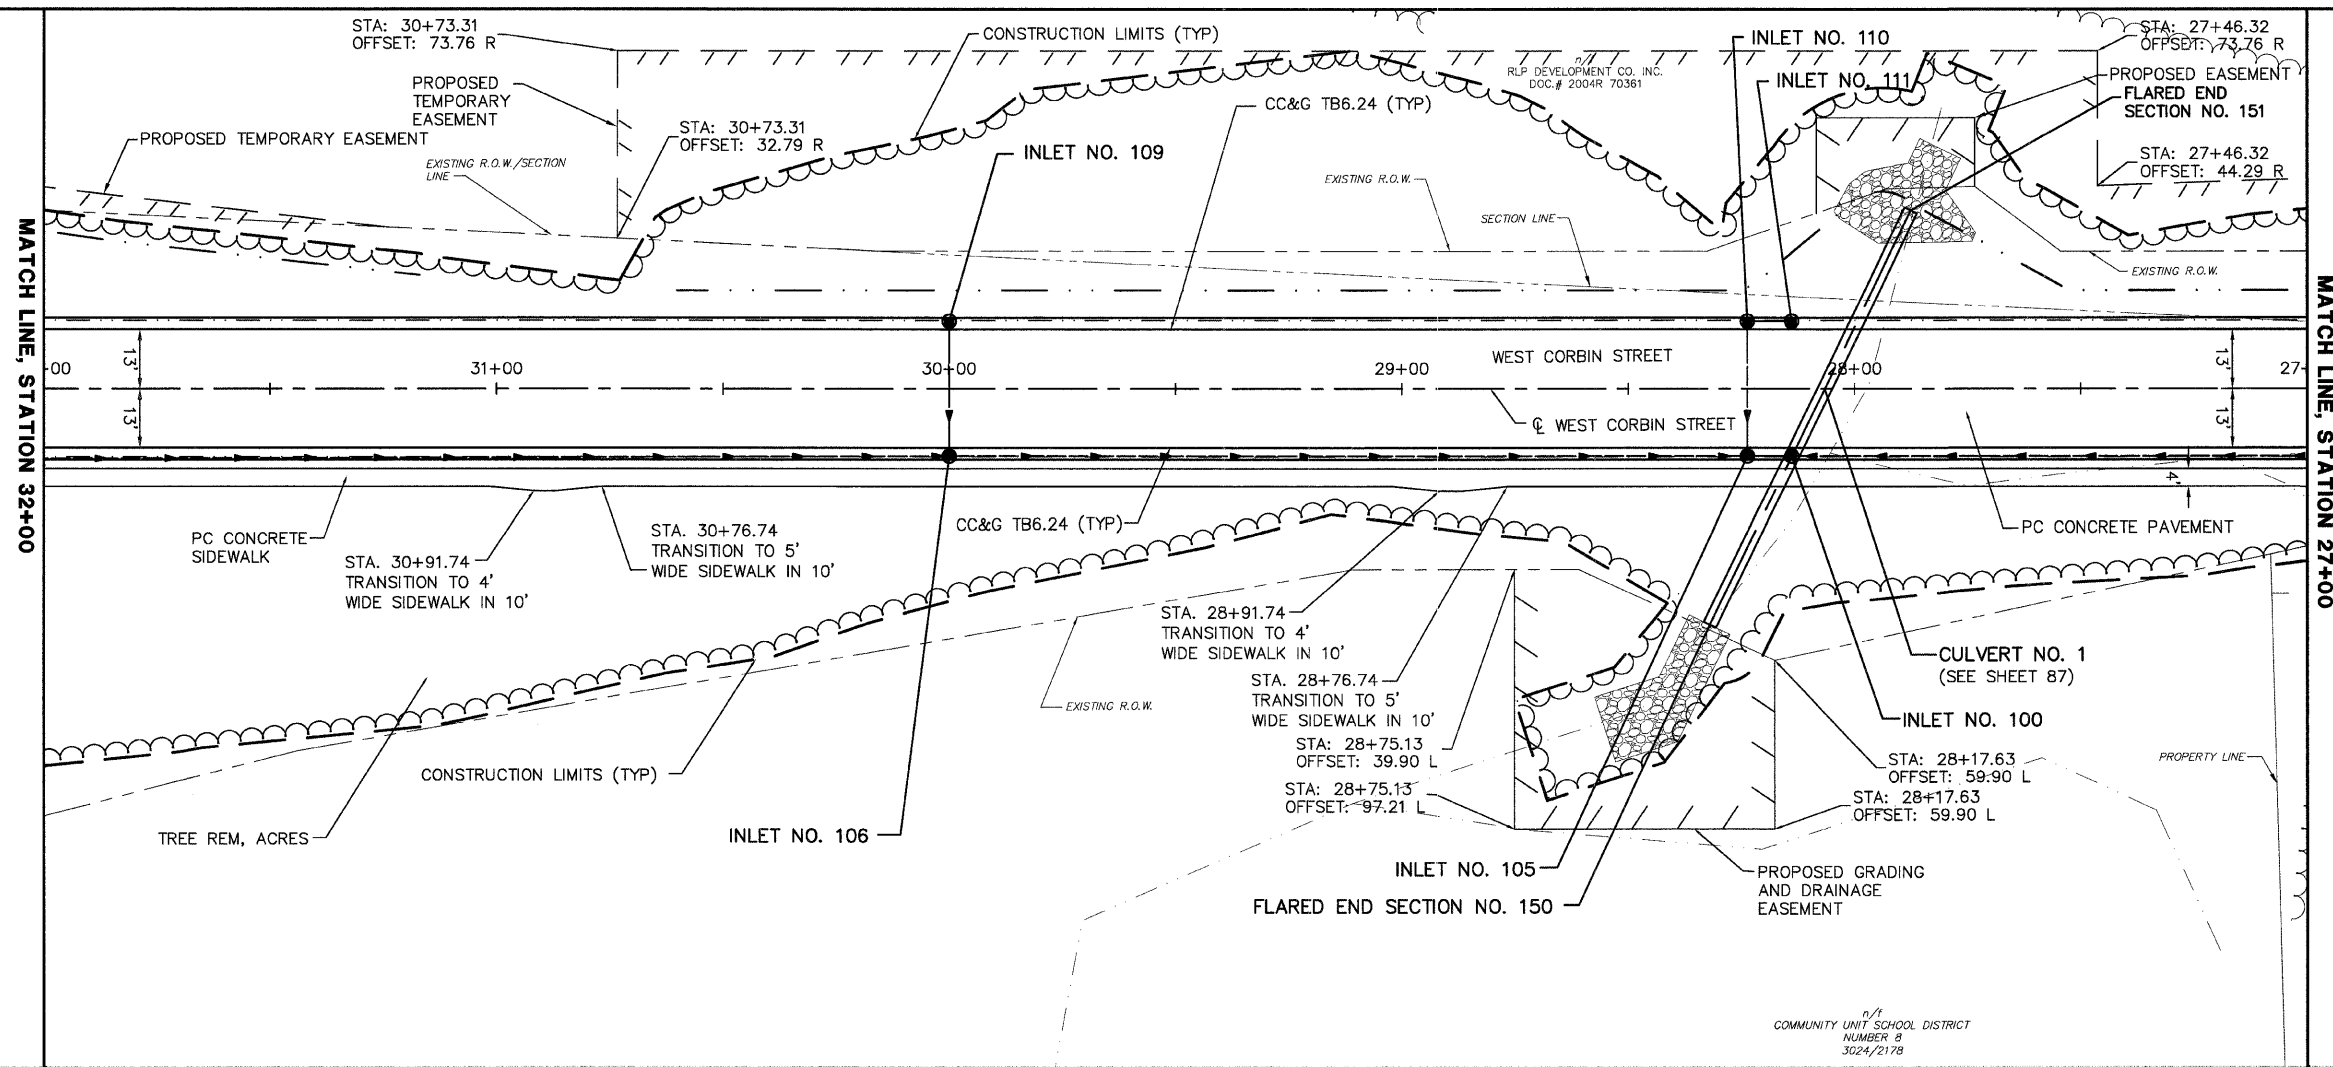 STA: 30+73.31
OFFSET: 73.76 R
CONSTRUCTION LIMITS (TYP)
INLET NO. 110
STA: 27+46.32
OFFSET: 73.76 R
n/f
RLP DEVELOPMENT CO. INC.
DOC.# 2004R 70361
INLET NO. 111
PROPOSED EASEMENT
FLARED END
SECTION NO. 151
PROPOSED
TEMPORARY
EASEMENT
CC&G TB6.24 (TYP)
PROPOSED TEMPORARY EASEMENT
STA: 30+73.31
OFFSET: 32.79 R
INLET NO. 109
STA: 27+46.32
OFFSET: 44.29 R
EXISTING R.O.W./SECTION
LINE
EXISTING R.O.W.
SECTION LINE
EXISTING R.O.W.
MATCH LINE, STATION 32+00
MATCH LINE, STATION 27+00
13'
13'
+00
31+00
30+00
29+00
28+00
27+
WEST CORBIN STREET
℄ WEST CORBIN STREET
13'
13'
4'
PC CONCRETE
SIDEWALK
STA. 30+91.74
TRANSITION TO 4'
WIDE SIDEWALK IN 10'
STA. 30+76.74
TRANSITION TO 5'
WIDE SIDEWALK IN 10'
CC&G TB6.24 (TYP)
PC CONCRETE PAVEMENT
STA. 28+91.74
TRANSITION TO 4'
WIDE SIDEWALK IN 10'
STA. 28+76.74
TRANSITION TO 5'
WIDE SIDEWALK IN 10'
CULVERT NO. 1
(SEE SHEET 87)
EXISTING R.O.W.
INLET NO. 100
STA: 28+75.13
OFFSET: 39.90 L
STA: 28+75.13
OFFSET: 97.21 L
STA: 28+17.63
OFFSET: 59.90 L
STA: 28+17.63
OFFSET: 59.90 L
PROPERTY LINE
CONSTRUCTION LIMITS (TYP)
TREE REM, ACRES
INLET NO. 106
INLET NO. 105
FLARED END SECTION NO. 150
PROPOSED GRADING
AND DRAINAGE
EASEMENT
n/f
COMMUNITY UNIT SCHOOL DISTRICT
NUMBER 8
3024/2178